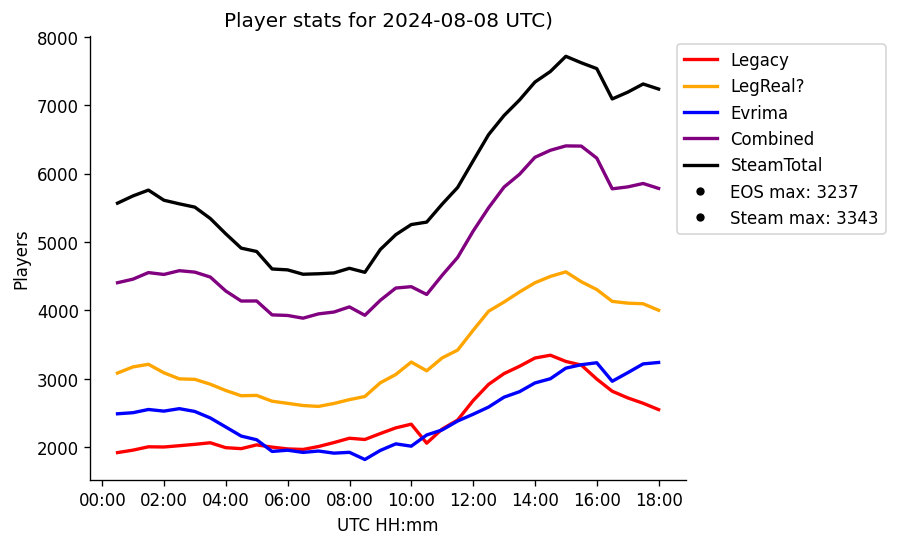 Player stats for 2024-08-08 UTC)
8000
7000
6000
5000
4000
3000
2000
Players
00:00 02:00 04:00 06:00 08:00 10:00 12:00 14:00 16:00 18:00
UTC HH:mm
Legacy
LegReal?
Evrima
Combined
SteamTotal
EOS max: 3237
Steam max: 3343